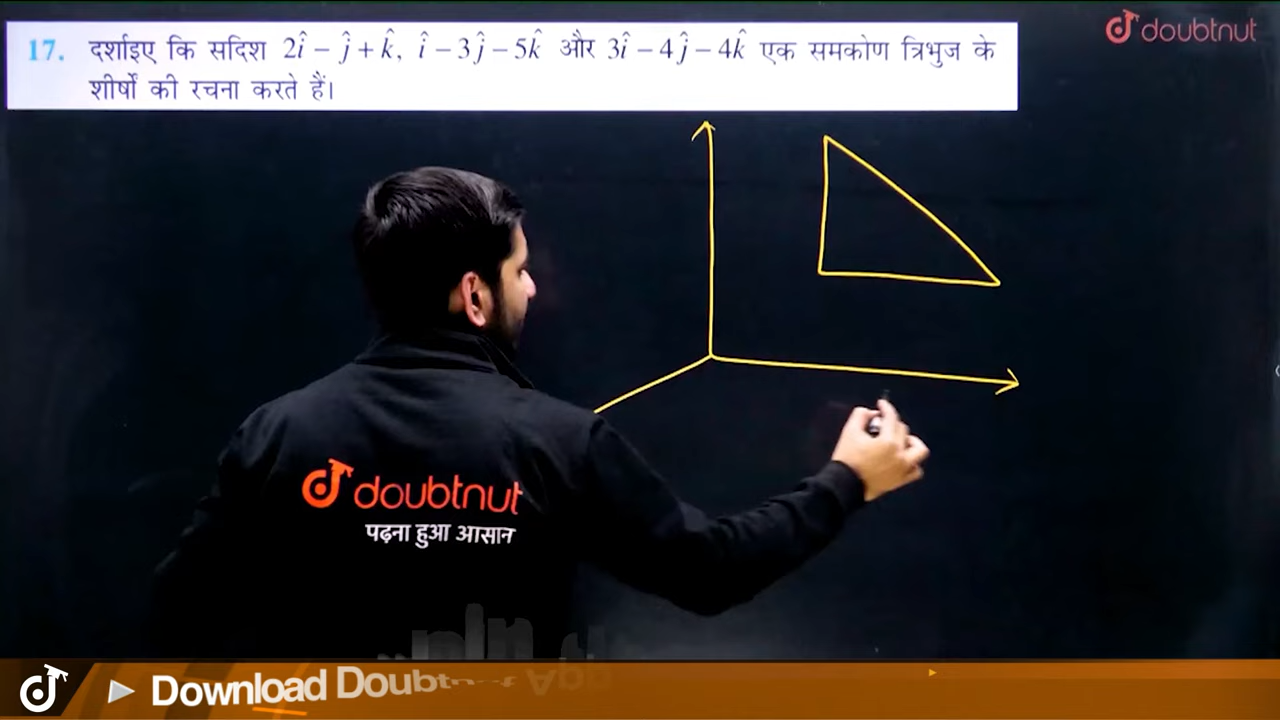 17. दर्शाइए कि सदिश 2î − ĵ + k̂, î − 3ĵ − 5k̂ और 3î − 4ĵ − 4k̂ एक समकोण त्रिभुज के
शीर्षों की रचना करते हैं।
doubtnut
doubtnut
पढ़ना हुआ आसान
Download